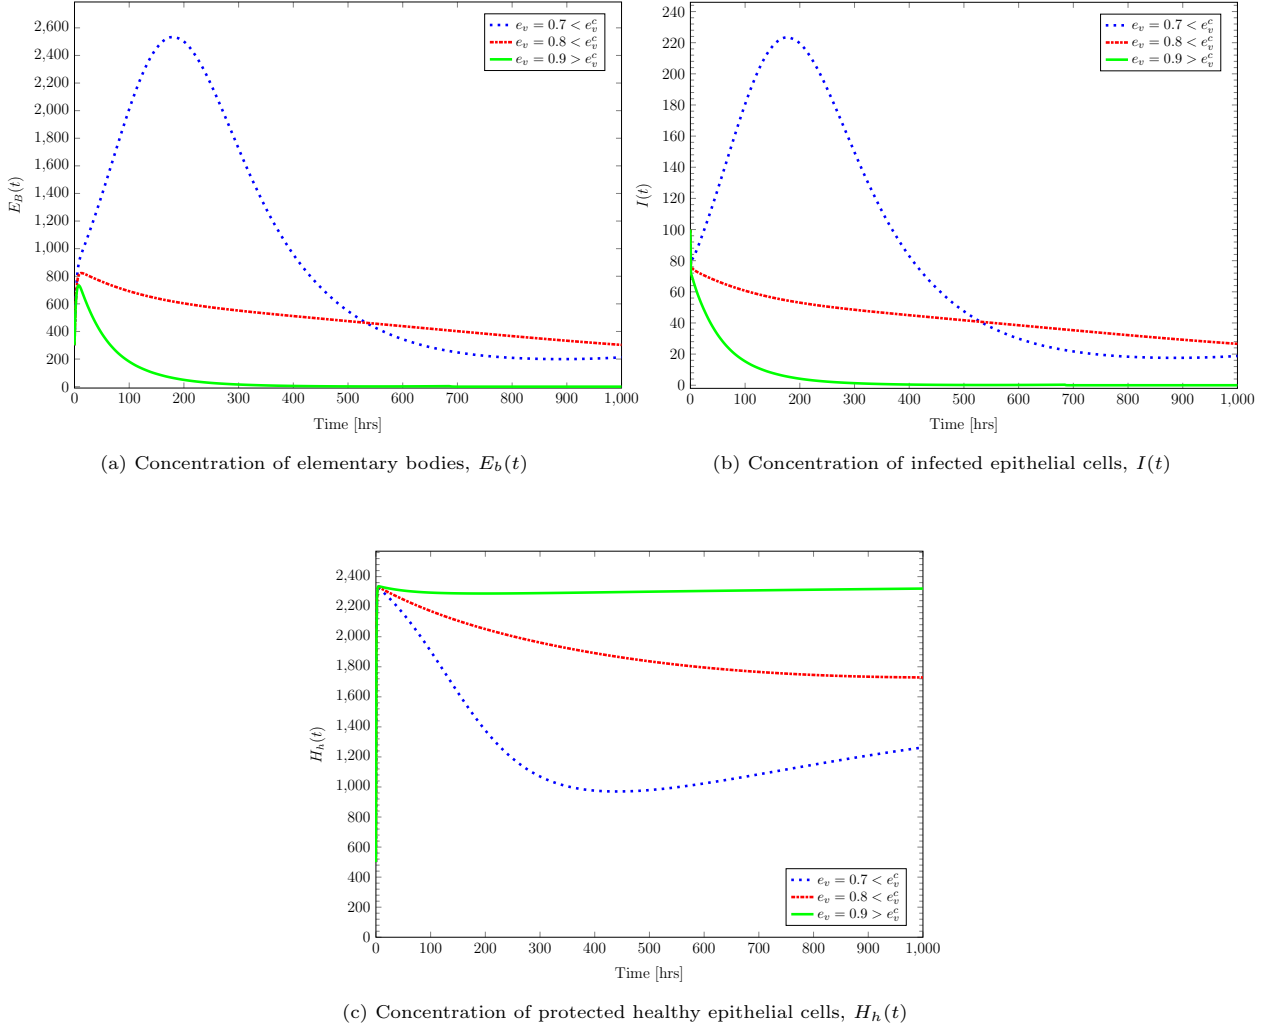 2,600
2,400
2,200
2,000
1,800
1,600
1,400
1,200
1,000
800
600
400
200
0
E_B(t)
0 100 200 300 400 500 600 700 800 900 1,000
Time [hrs]
e_v = 0.7 < e_v^c
e_v = 0.8 < e_v^c
e_v = 0.9 > e_v^c
(a) Concentration of elementary bodies, E_b(t)
240
220
200
180
160
140
120
100
80
60
40
20
0
I(t)
0 100 200 300 400 500 600 700 800 900 1,000
Time [hrs]
e_v = 0.7 < e_v^c
e_v = 0.8 < e_v^c
e_v = 0.9 > e_v^c
(b) Concentration of infected epithelial cells, I(t)
2,400
2,200
2,000
1,800
1,600
1,400
1,200
1,000
800
600
400
200
0
H_h(t)
0 100 200 300 400 500 600 700 800 900 1,000
Time [hrs]
e_v = 0.7 < e_v^c
e_v = 0.8 < e_v^c
e_v = 0.9 > e_v^c
(c) Concentration of protected healthy epithelial cells, H_h(t)